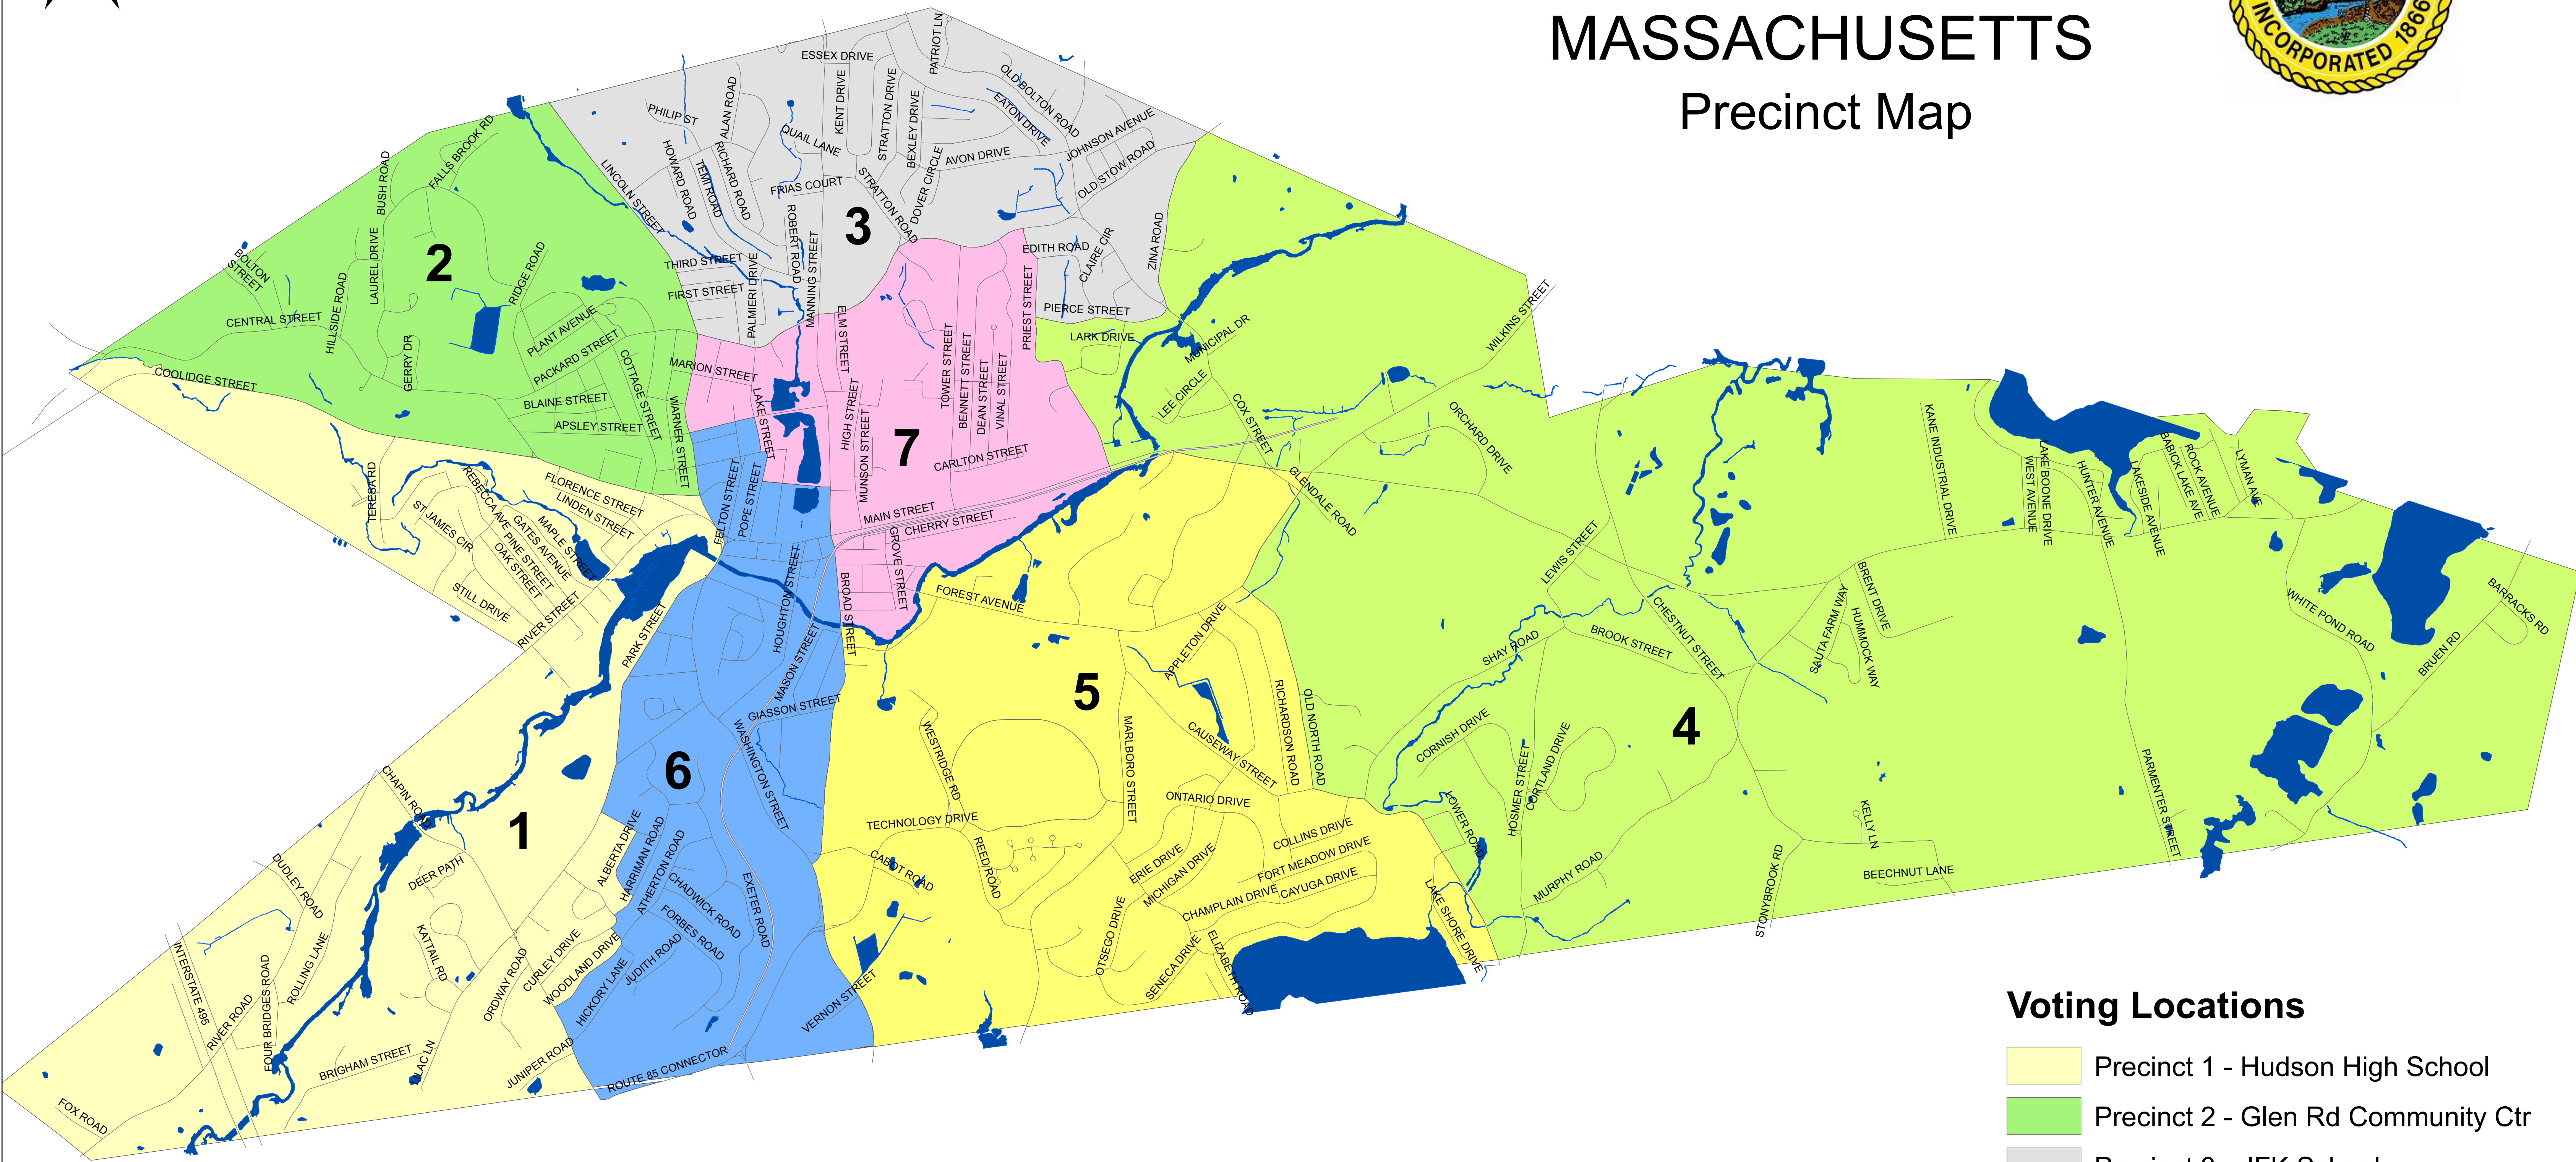 MASSACHUSETTS
Precinct Map
INCORPORATED 1866
ESSEX DRIVE
PATRIOT LN
KENT DRIVE
STRATTON DRIVE
BEXLEY DRIVE
OLD BOLTON ROAD
EATON DRIVE
JOHNSON AVENUE
OLD STOW ROAD
AVON DRIVE
DOVER CIRCLE
PHILIP ST
ALAN ROAD
QUAIL LANE
HOWARD ROAD
TEMI ROAD
RICHARD ROAD
FRIAS COURT
STRATTON ROAD
LINCOLN STREET
ROBERT ROAD
MANNING STREET
3
THIRD STREET
FIRST STREET
PALMIERI DRIVE
EDITH ROAD
CLAIRE CIR
ZINA ROAD
PIERCE STREET
PRIEST STREET
FALLS BROOK RD
BUSH ROAD
BOLTON
STREET
LAUREL DRIVE
2
RIDGE ROAD
CENTRAL STREET
HILLSIDE ROAD
GERRY DR
PLANT AVENUE
PACKARD STREET
COTTAGE STREET
BLAINE STREET
APSLEY STREET
WARNER STREET
COOLIDGE STREET
MARION STREET
LAKE STREET
ELM STREET
HIGH STREET
MUNSON STREET
TOWER STREET
BENNETT STREET
DEAN STREET
VINAL STREET
7
CARLTON STREET
MAIN STREET
CHERRY STREET
GROVE STREET
BROAD STREET
LARK DRIVE
MUNICIPAL DR
LEE CIRCLE
COX STREET
WILKINS STREET
ORCHARD DRIVE
GLENDALE ROAD
KANE INDUSTRIAL DRIVE
WEST AVENUE
LAKE BOONE DRIVE
HUNTER AVENUE
LAKESIDE AVENUE
BABICK LAKE AVE
ROCK AVENUE
LYMAN AVE
TERESA RD
FLORENCE STREET
LINDEN STREET
REBECCA AVE
ST JAMES CIR
GATES AVENUE
MAPLE STREET
PINE STREET
OAK STREET
STILL DRIVE
RIVER STREET
PARK STREET
FELTON STREET
POPE STREET
HOUGHTON STREET
MASON STREET
GIASSON STREET
WASHINGTON STREET
6
FOREST AVENUE
5
APPLETON DRIVE
CAUSEWAY STREET
RICHARDSON ROAD
OLD NORTH ROAD
MARLBORO STREET
WESTRIDGE RD
TECHNOLOGY DRIVE
REED ROAD
CABOT ROAD
ONTARIO DRIVE
COLLINS DRIVE
ERIE DRIVE
MICHIGAN DRIVE
FORT MEADOW DRIVE
CHAMPLAIN DRIVE
CAYUGA DRIVE
OTSEGO DRIVE
SENECA DRIVE
ELIZABETH ROAD
LAKE SHORE DRIVE
VERNON STREET
LEWIS STREET
SHAY ROAD
BROOK STREET
CHESTNUT STREET
BRENT DRIVE
SAUTA FARM WAY
HUMMOCK WAY
4
CORNISH DRIVE
HOSMER STREET
CORTLAND DRIVE
LOWER ROAD
MURPHY ROAD
STONYBROOK RD
KELLY LN
BEECHNUT LANE
PARMENTER STREET
WHITE POND ROAD
BRUEN RD
BARRACKS RD
CHAPIN ROAD
1
DEER PATH
DUDLEY ROAD
KATTAIL RD
ROLLING LANE
FOUR BRIDGES ROAD
INTERSTATE 495
RIVER ROAD
FOX ROAD
BRIGHAM STREET
LILAC LN
ORDWAY ROAD
CURLEY DRIVE
WOODLAND DRIVE
JUNIPER ROAD
HICKORY LANE
JUDITH ROAD
FORBES ROAD
CHADWICK ROAD
ATHERTON ROAD
HARRIMAN ROAD
ALBERTA DRIVE
EXETER ROAD
ROUTE 85 CONNECTOR
Voting Locations
Precinct 1 - Hudson High School
Precinct 2 - Glen Rd Community Ctr